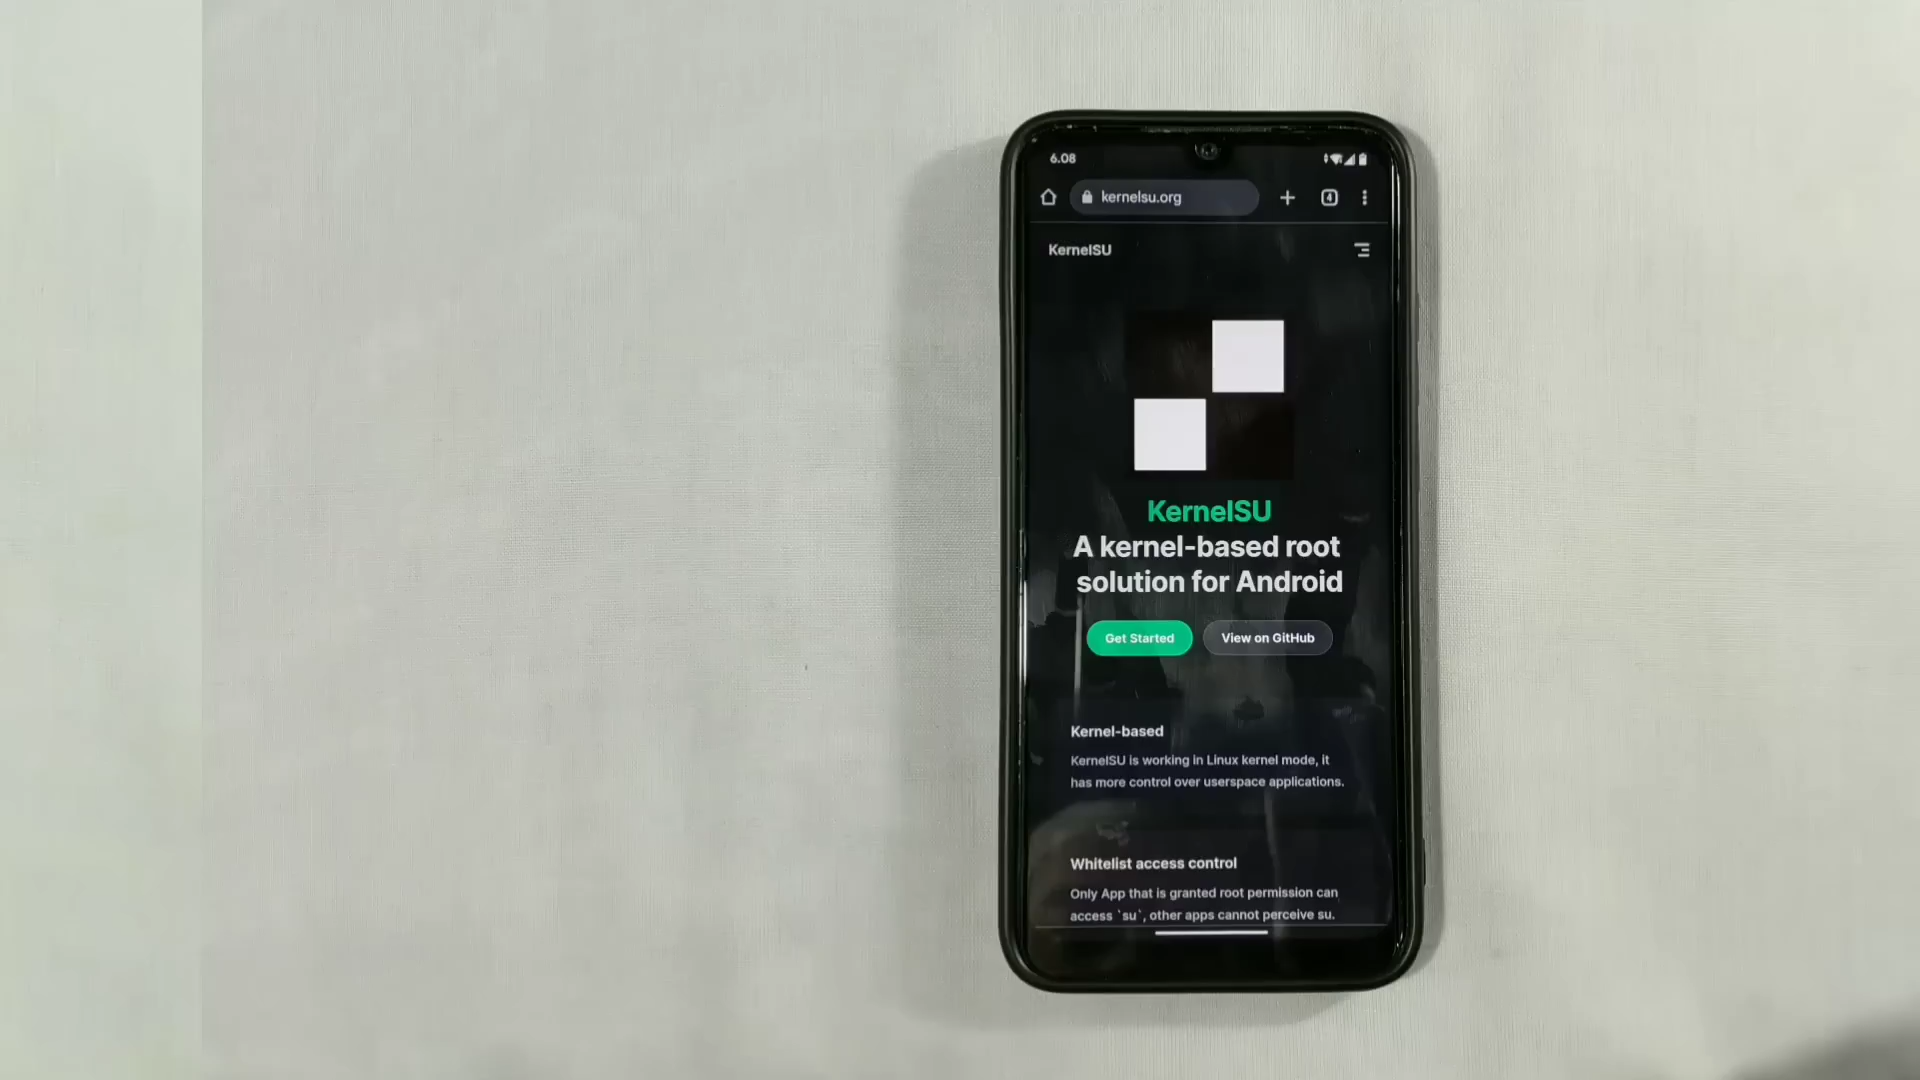 6.08
kernelsu.org
4
KernelSU
KernelSU
A kernel-based root
solution for Android
Get Started
View on GitHub
Kernel-based
KernelSU is working in Linux kernel mode, it
has more control over userspace applications.
Whitelist access control
Only App that is granted root permission can
access `su`, other apps cannot perceive su.